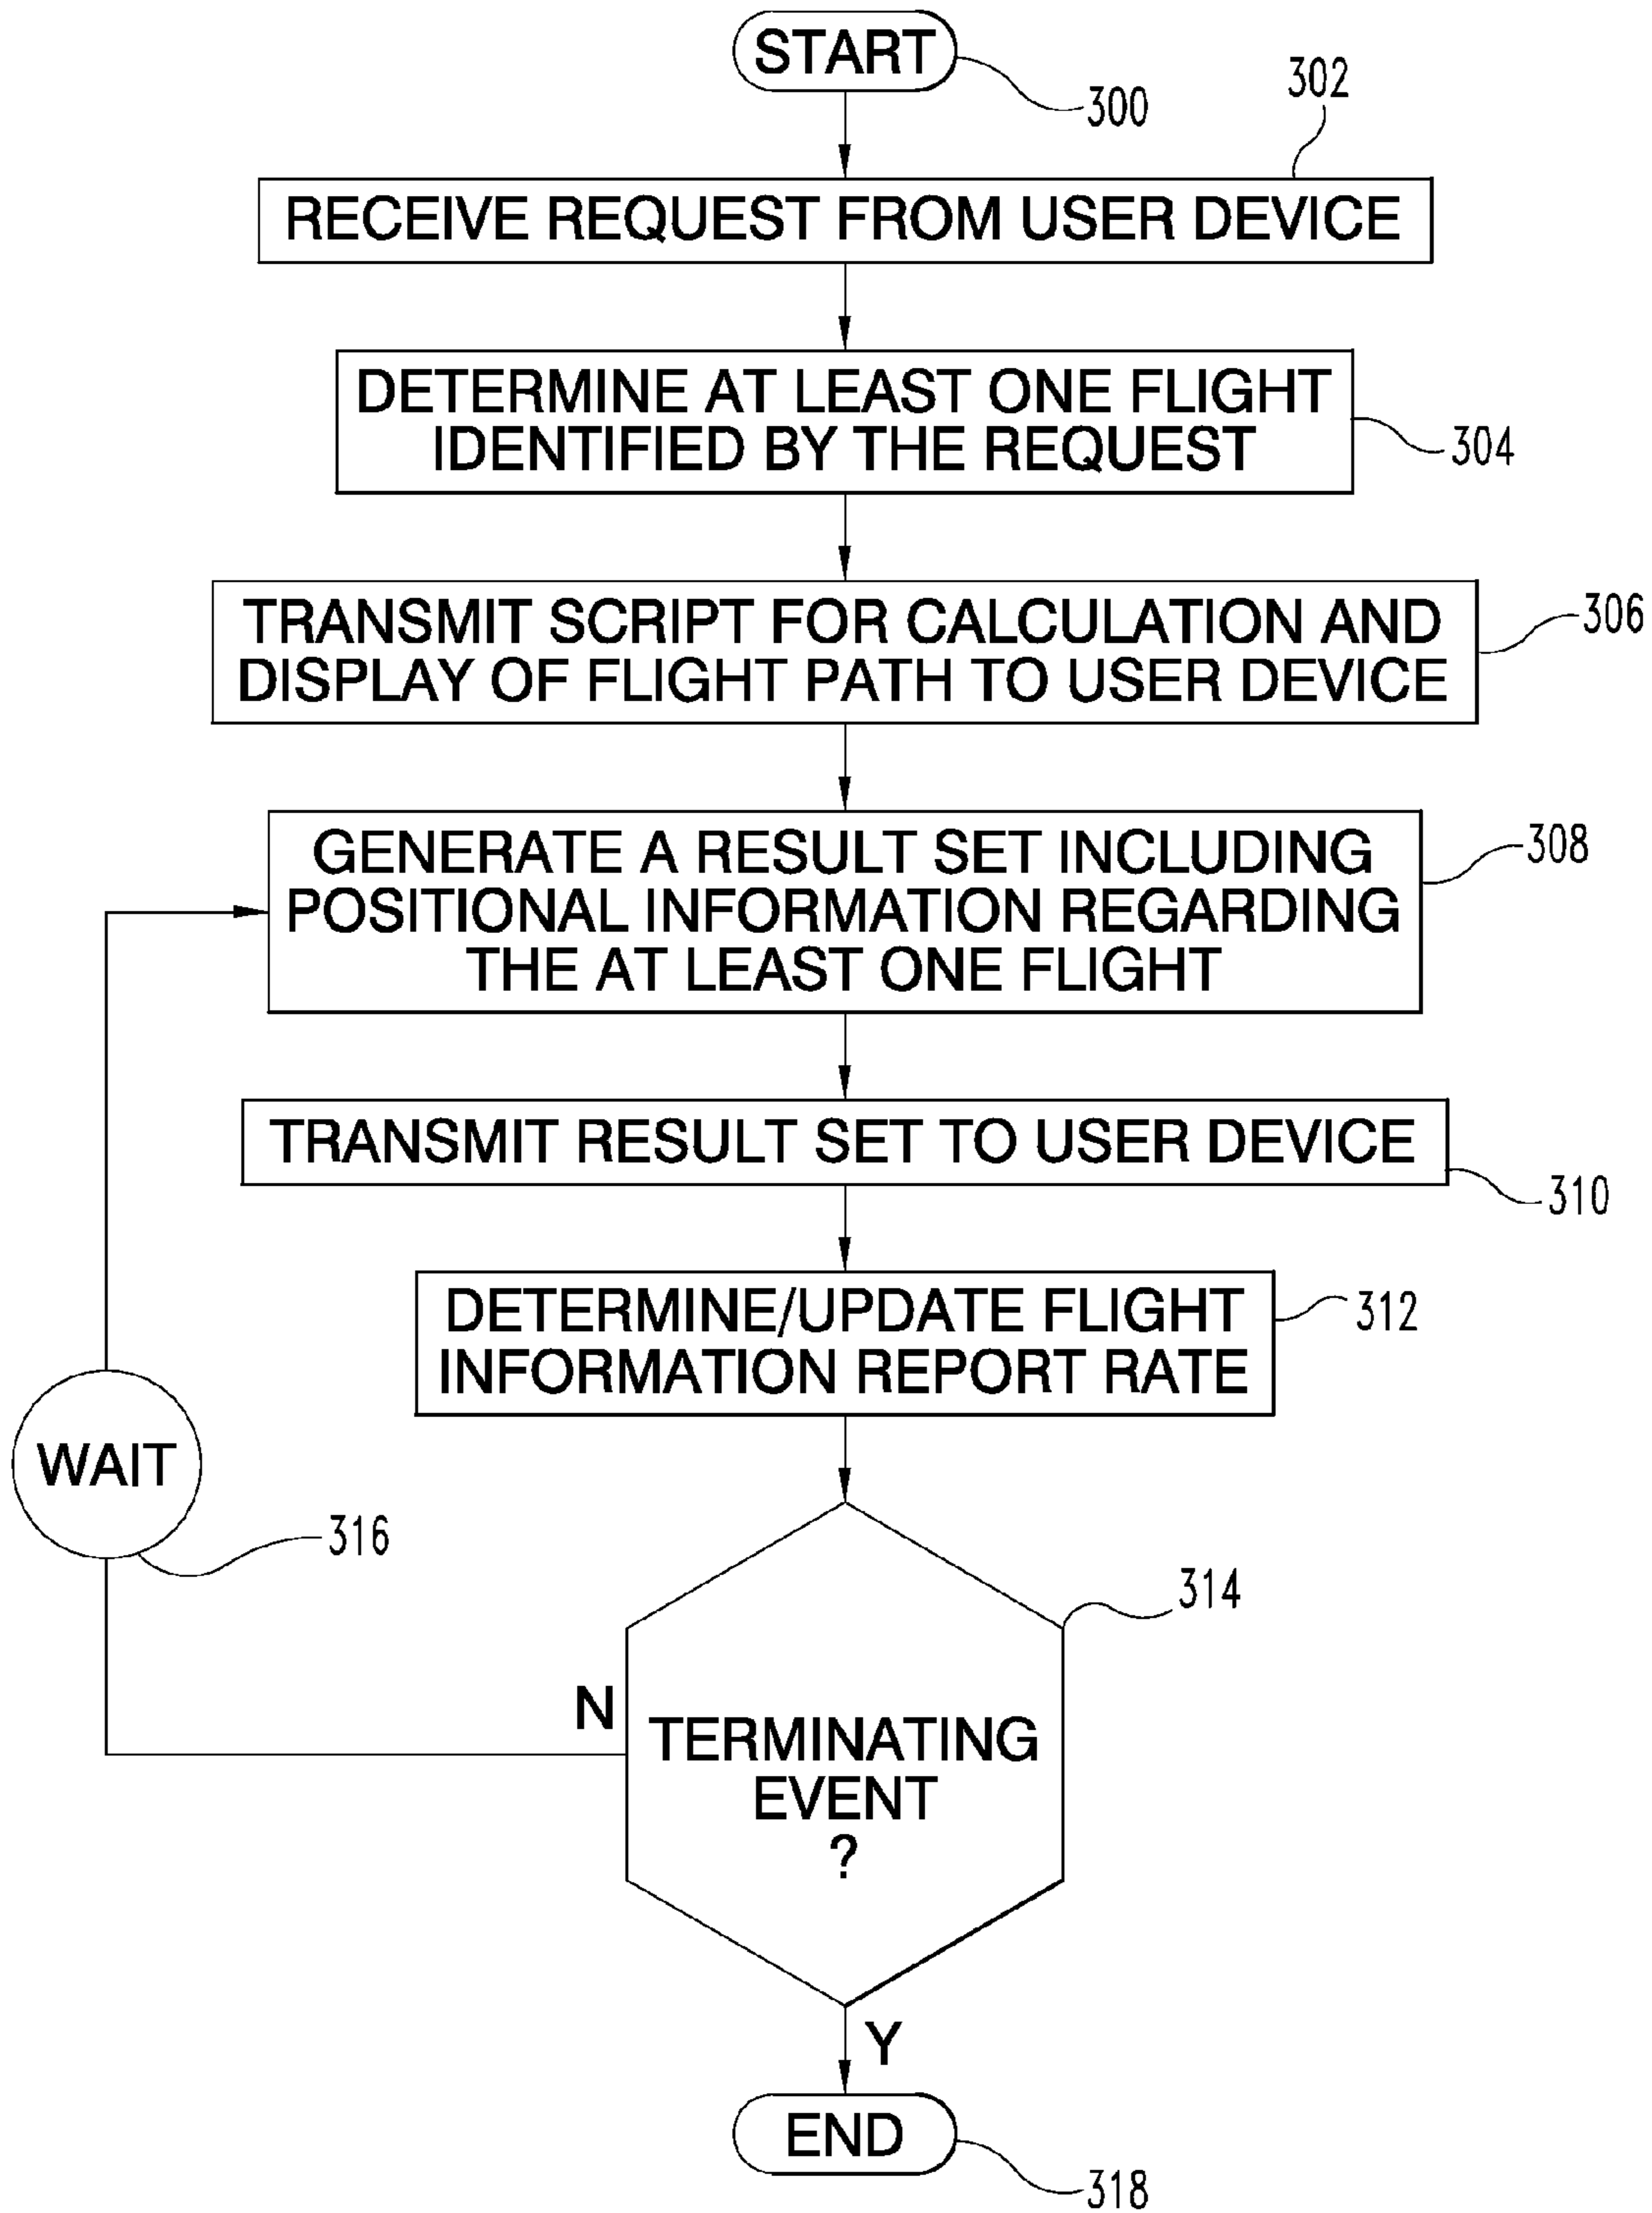 START
300
302
RECEIVE REQUEST FROM USER DEVICE
DETERMINE AT LEAST ONE FLIGHT
IDENTIFIED BY THE REQUEST
304
TRANSMIT SCRIPT FOR CALCULATION AND
DISPLAY OF FLIGHT PATH TO USER DEVICE
306
GENERATE A RESULT SET INCLUDING
POSITIONAL INFORMATION REGARDING
THE AT LEAST ONE FLIGHT
308
TRANSMIT RESULT SET TO USER DEVICE
310
DETERMINE/UPDATE FLIGHT
INFORMATION REPORT RATE
312
WAIT
316
314
N
TERMINATING
EVENT
?
Y
END
318